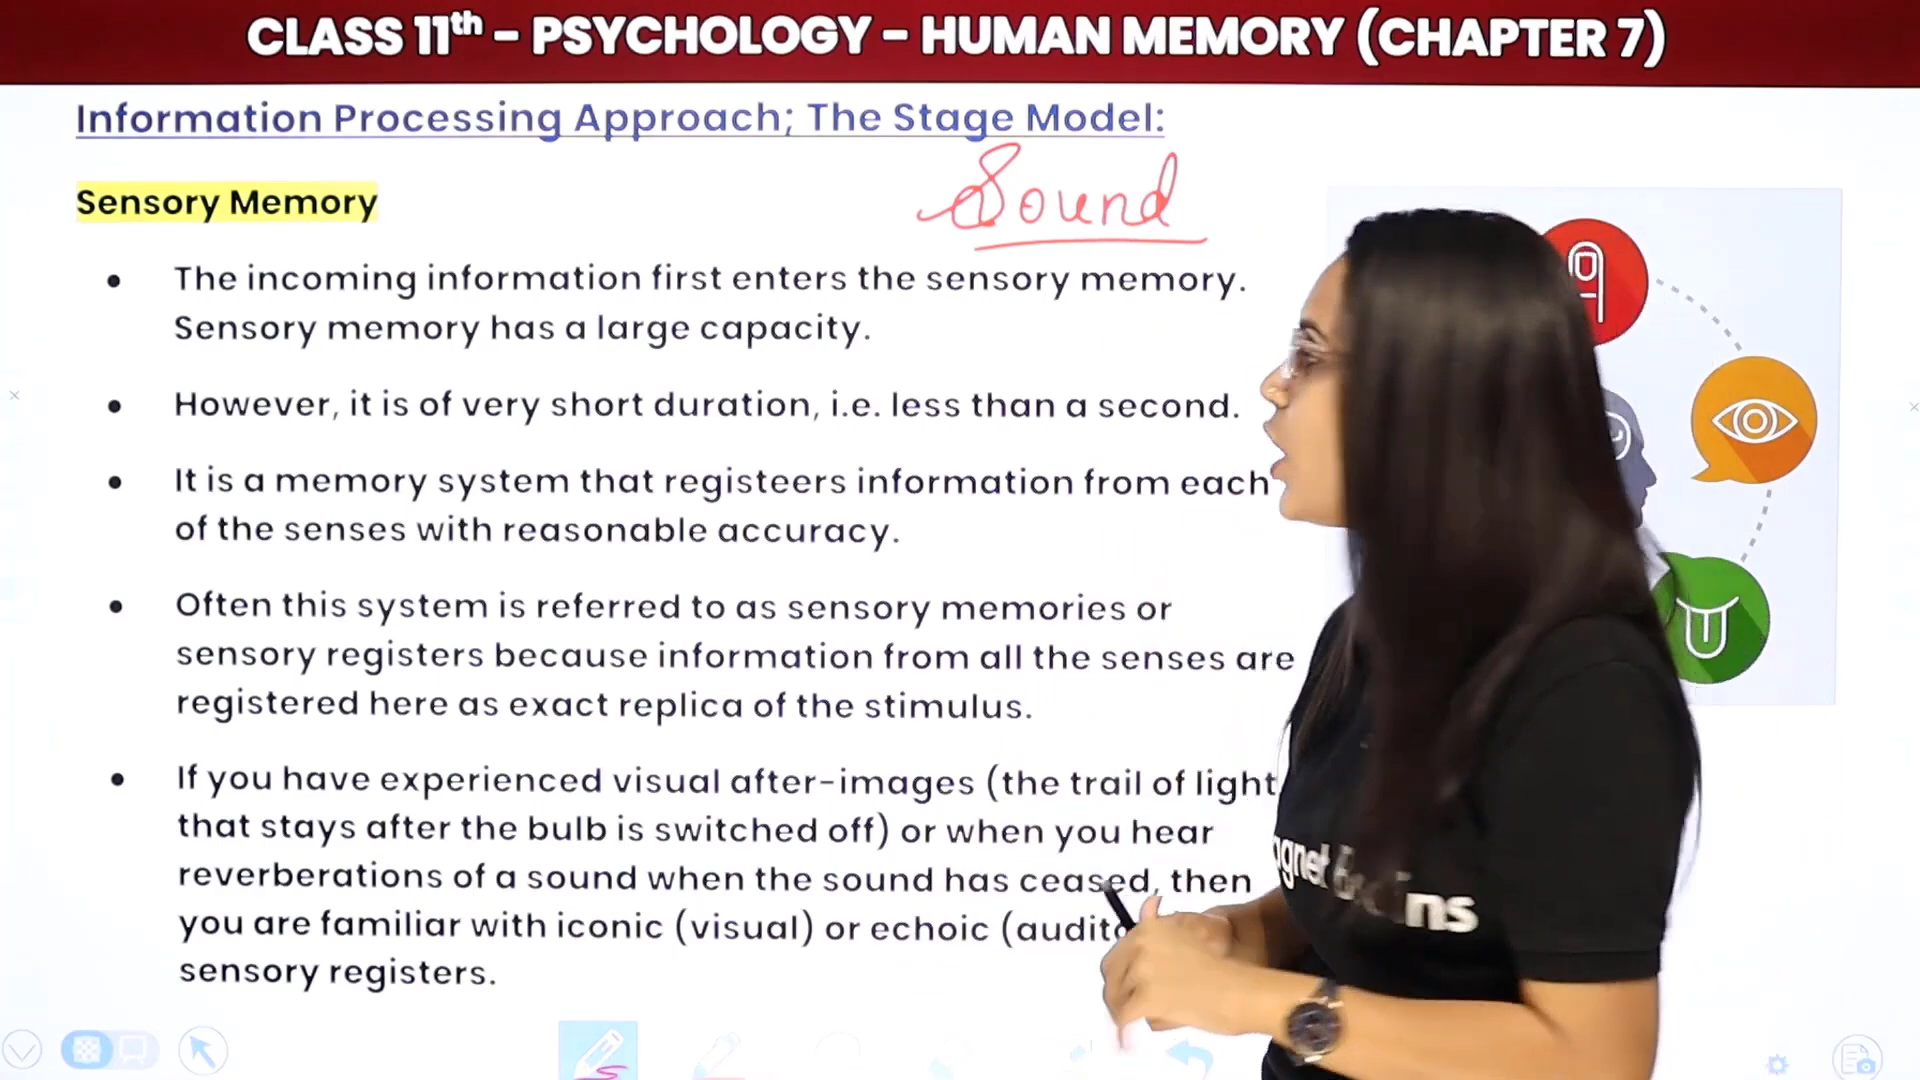 CLASS 11th - PSYCHOLOGY - HUMAN MEMORY (CHAPTER 7)
Information Processing Approach; The Stage Model:
Sound
Sensory Memory
• The incoming information first enters the sensory memory.
Sensory memory has a large capacity.
• However, it is of very short duration, i.e. less than a second.
• It is a memory system that registeers information from each
of the senses with reasonable accuracy.
• Often this system is referred to as sensory memories or
sensory registers because information from all the senses are
registered here as exact replica of the stimulus.
• If you have experienced visual after-images (the trail of light
that stays after the bulb is switched off) or when you hear
reverberations of a sound when the sound has ceased, then
you are familiar with iconic (visual) or echoic
sensory registers.